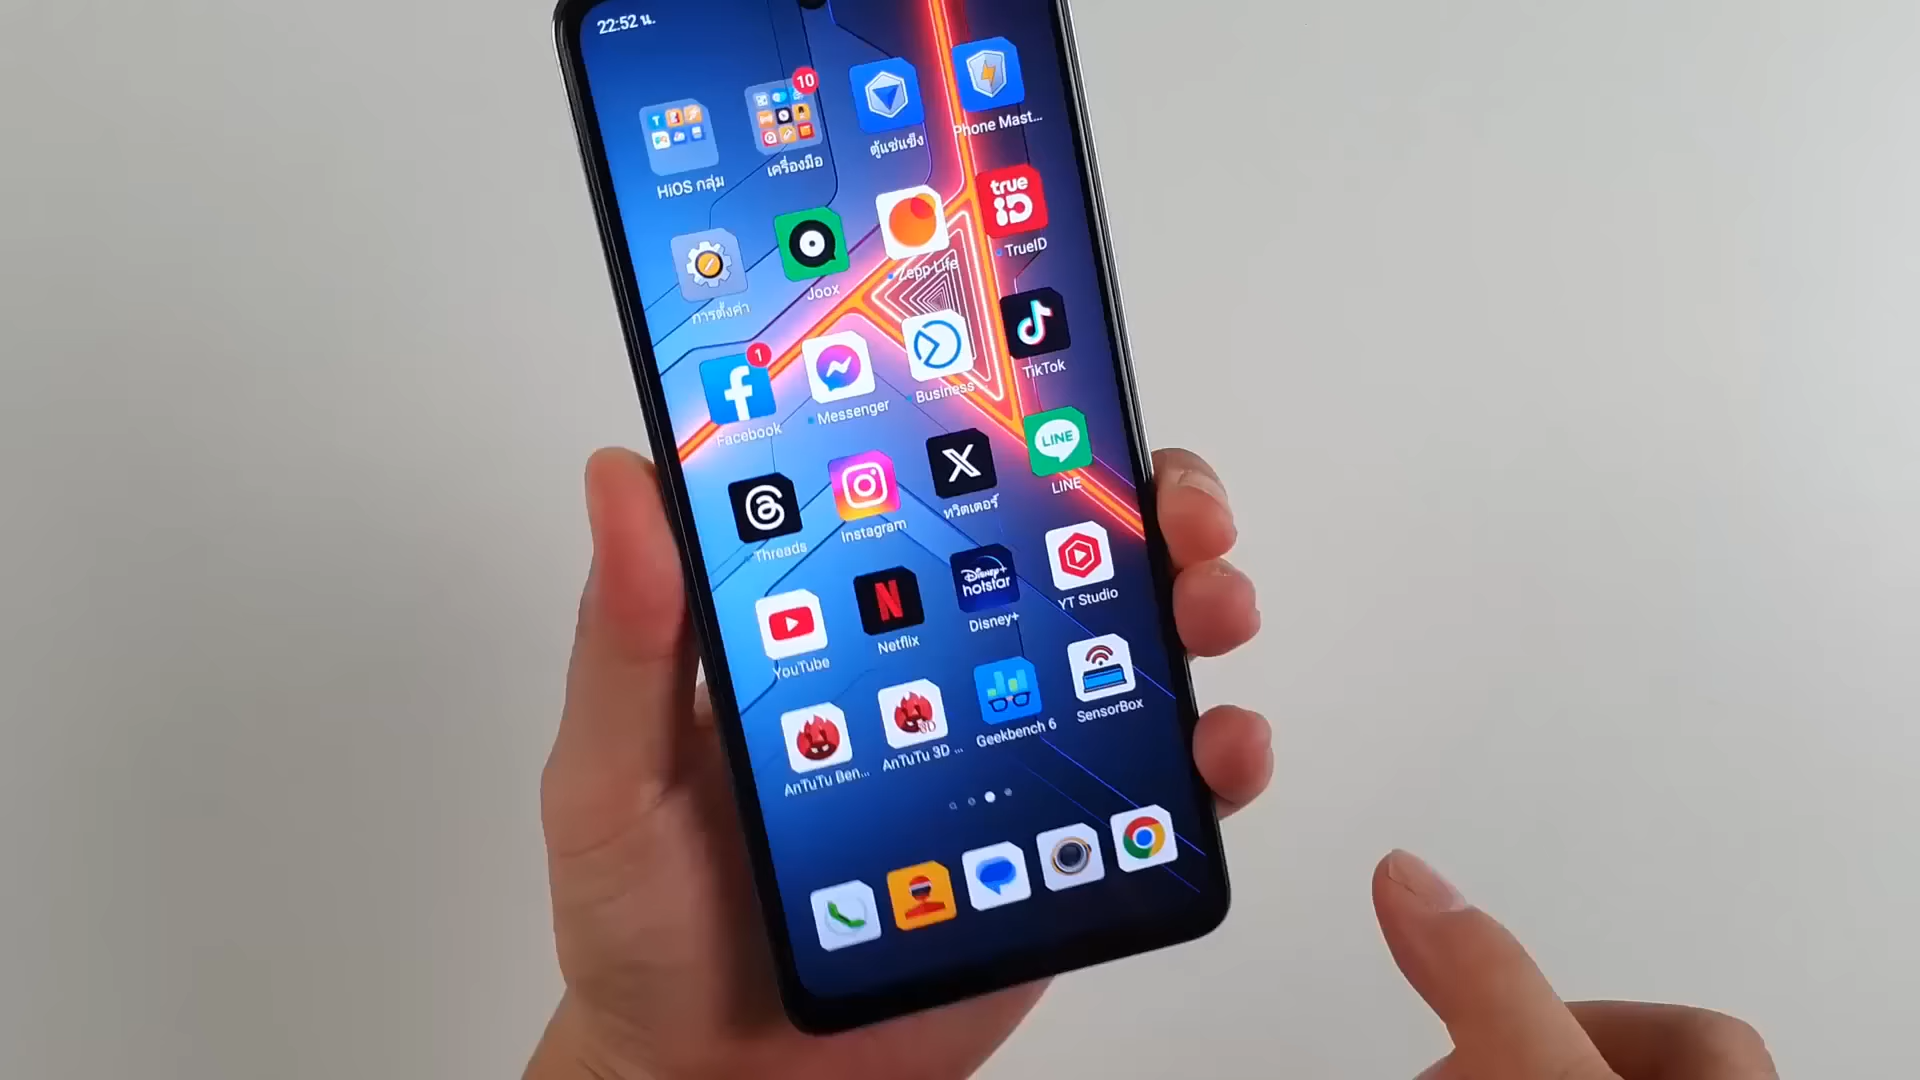 22:52 น.
HiOS กลุ่ม
10
เครื่องมือ
ตู้แช่แข็ง
Phone Mast...
การตั้งค่า
Joox
Zepp Life
true
iD
TrueID
1
Facebook
Messenger
Business ...
TikTok
Threads
Instagram
ทวิตเตอร์
LINE
LINE
YouTube
Netflix
Disney+
hotstar
Disney+
YT Studio
AnTuTu Ben...
3D
AnTuTu 3D ...
Geekbench 6
SensorBox